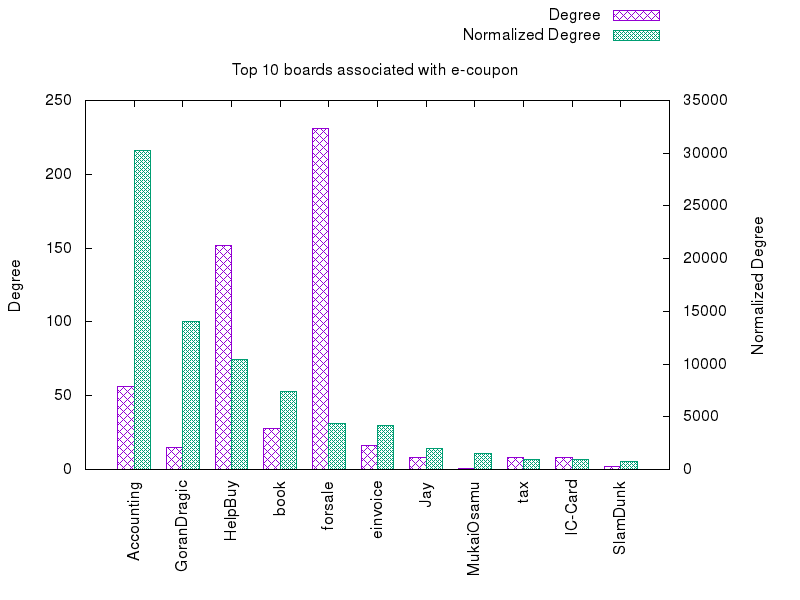 Degree
Normalized Degree
Top 10 boards associated with e-coupon
250 35000
200 30000
150 25000
100 20000
50 15000
0 10000
5000
0
Degree
Normalized Degree
Accounting
GoranDragic
HelpBuy
book
forsale
einvoice
Jay
MukaiOsamu
tax
IC-Card
SlamDunk